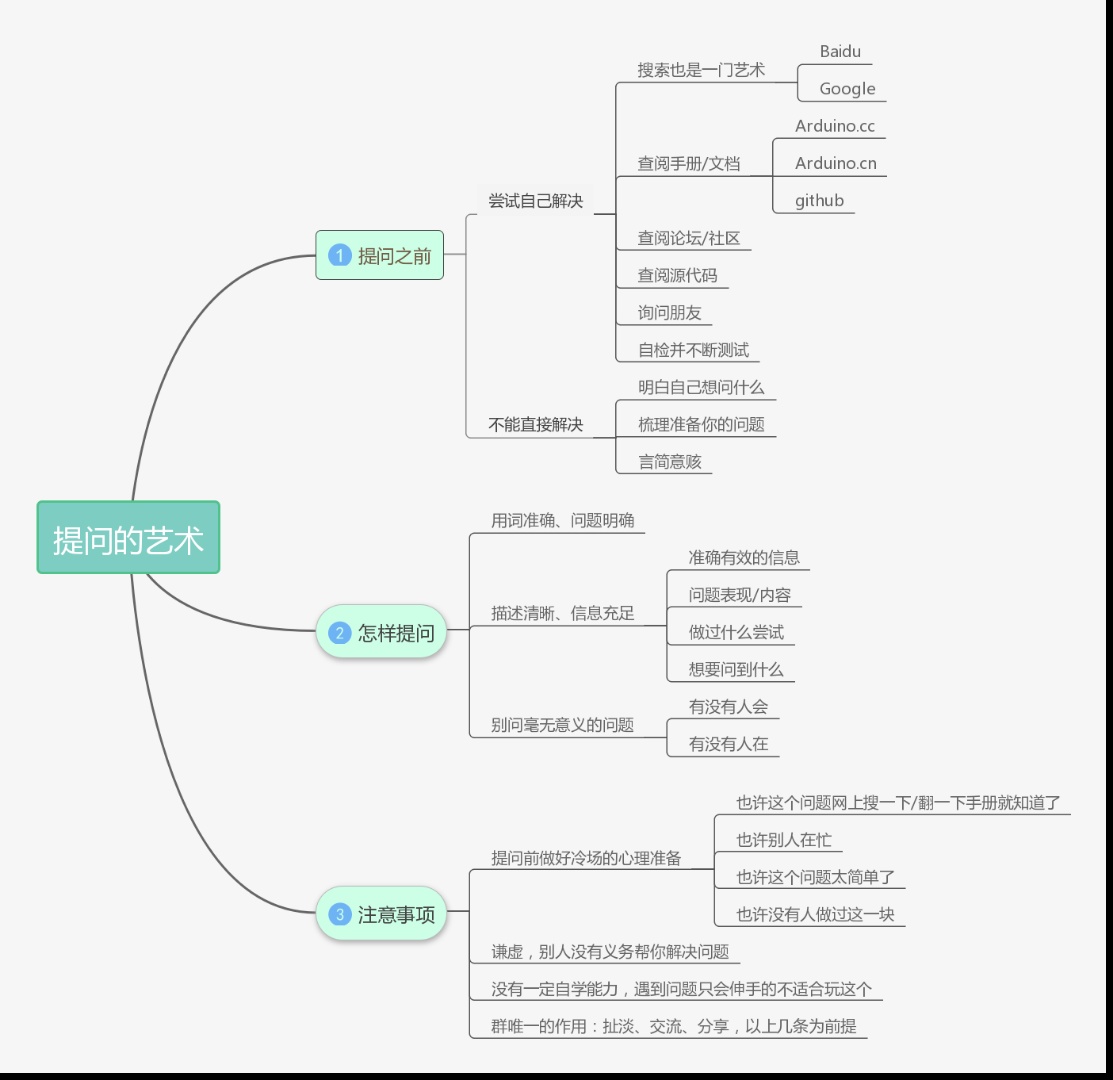 提问的艺术
1 提问之前
尝试自己解决
搜索也是一门艺术
Baidu
Google
查阅手册/文档
Arduino.cc
Arduino.cn
github
查阅论坛/社区
查阅源代码
询问朋友
自检并不断测试
不能直接解决
明白自己想问什么
梳理准备你的问题
言简意赅
2 怎样提问
用词准确、问题明确
描述清晰、信息充足
准确有效的信息
问题表现/内容
做过什么尝试
想要问到什么
别问毫无意义的问题
有没有人会
有没有人在
3 注意事项
提问前做好冷场的心理准备
也许这个问题网上搜一下/翻一下手册就知道了
也许别人在忙
也许这个问题太简单了
也许没有人做过这一块
谦虚，别人没有义务帮你解决问题
没有一定自学能力，遇到问题只会伸手的不适合玩这个
群唯一的作用：扯淡、交流、分享，以上几条为前提